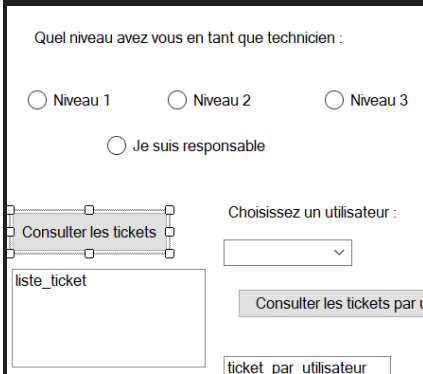 Quel niveau avez vous en tant que technicien :
Niveau 1
Niveau 2
Niveau 3
Je suis responsable
Consulter les tickets
Choisissez un utilisateur :
liste_ticket
Consulter les tickets par
ticket_par_utilisateur